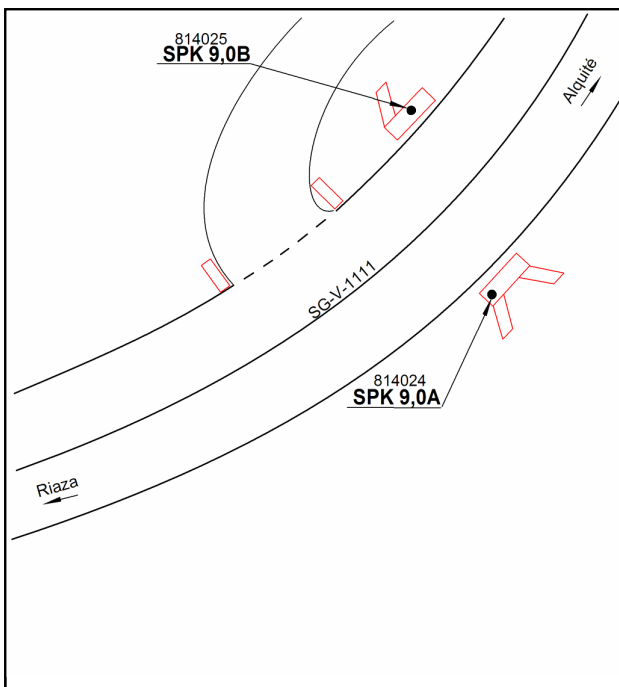 814025
SPK 9,0B
Alquité
SG-V-1111
814024
SPK 9,0A
Riaza